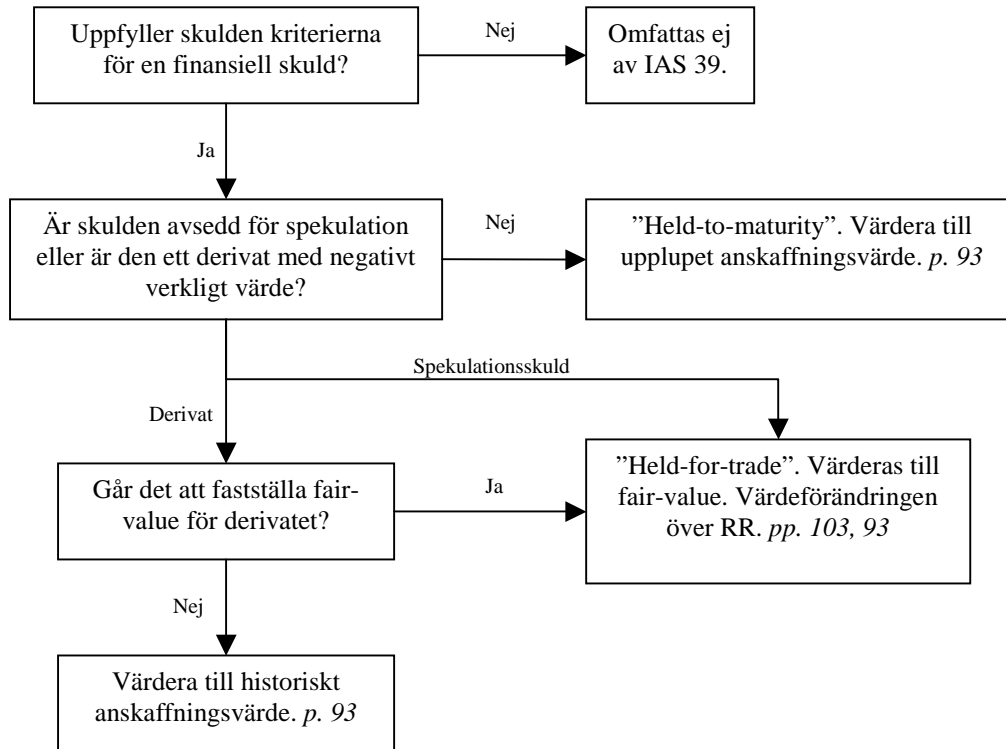 Uppfyller skulden kriterierna
för en finansiell skuld?
Nej
Omfattas ej
av IAS 39.
Ja
Är skulden avsedd för spekulation
eller är den ett derivat med negativt
verkligt värde?
Nej
”Held-to-maturity”. Värdera till
upplupet anskaffningsvärde. p. 93
Spekulationsskuld
Derivat
Går det att fastställa fair-
value för derivatet?
Ja
”Held-for-trade”. Värderas till
fair-value. Värdeförändringen
över RR. pp. 103, 93
Nej
Värdera till historiskt
anskaffningsvärde. p. 93